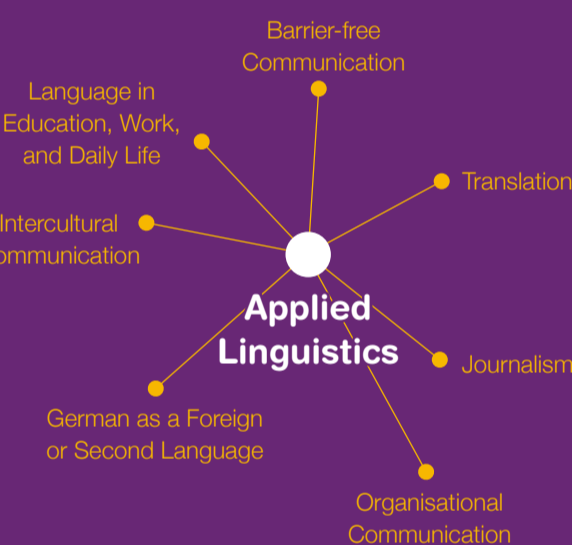 Barrier-free
Communication
Language in
Education, Work,
and Daily Life
Translation
Intercultural
ommunication
Applied
Linguistics
Journalism
German as a Foreign
or Second Language
Organisational
Communication